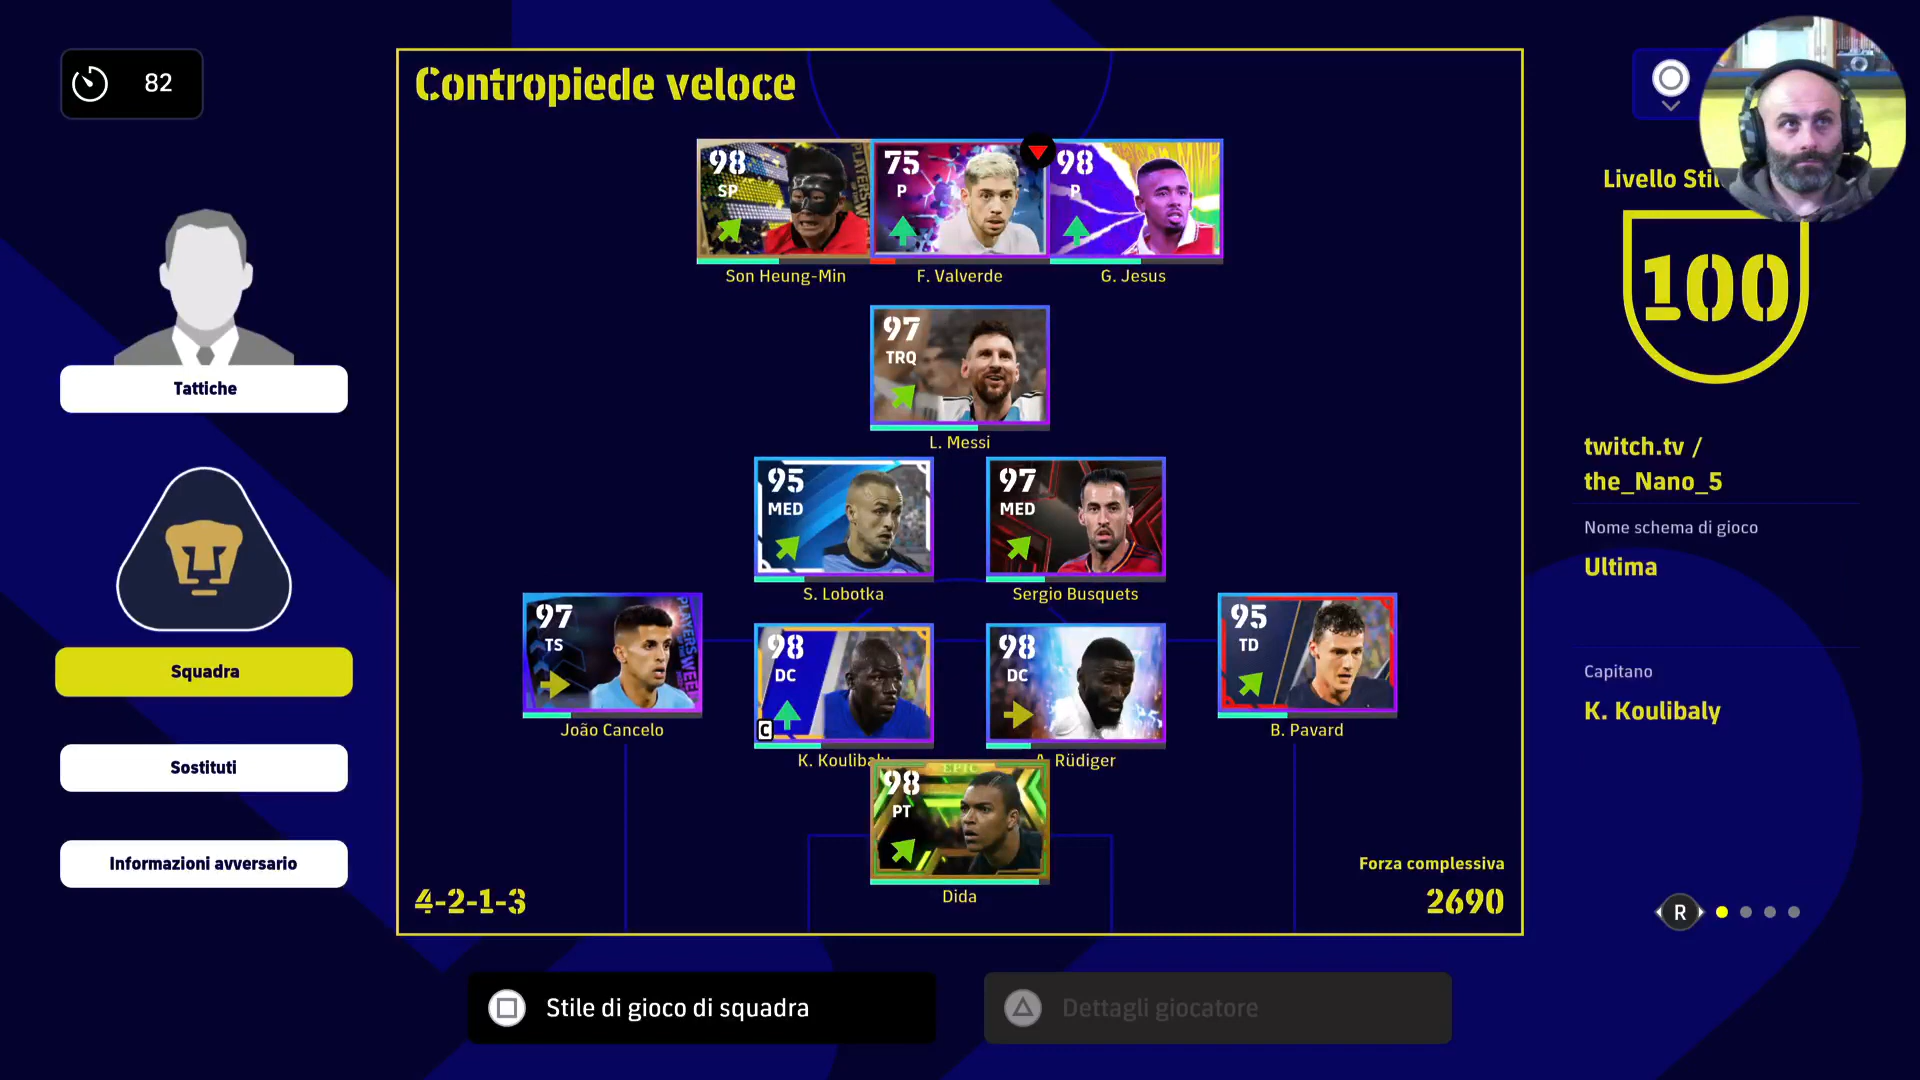 82
Contropiede veloce
98
SP
Son Heung-Min
75
P
F. Valverde
98
P
G. Jesus
97
TRQ
L. Messi
95
MED
S. Lobotka
97
MED
Sergio Busquets
97
TS
João Cancelo
98
DC
C
98
DC
A. Rüdiger
95
TD
B. Pavard
EPIC
98
PT
Dida
4-2-1-3
Forza complessiva
2690
Tattiche
Squadra
Sostituti
Informazioni avversario
100
twitch.tv /
the_Nano_5
Nome schema di gioco
Ultima
Capitano
K. Koulibaly
R
Stile di gioco di squadra
Dettagli giocatore